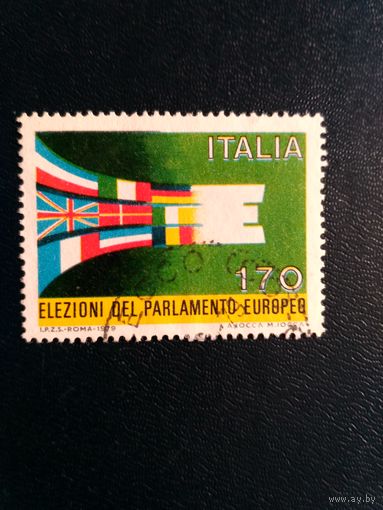 ITALIA
170
ELEZIONI DEL PARLAMENTO EUROPEO
I.P.Z.S.-ROMA-1979
www.ay.by